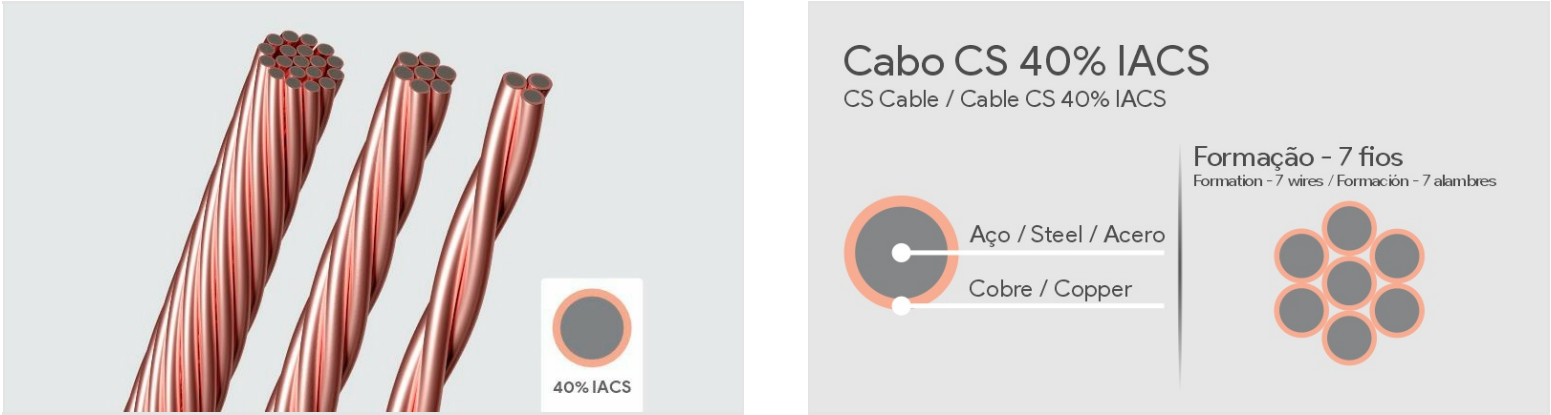 40% IACS
Cabo CS 40% IACS
CS Cable / Cable CS 40% IACS
Formação - 7 fios
Formation - 7 wires / Formación - 7 alambres
Aço / Steel / Acero
Cobre / Copper